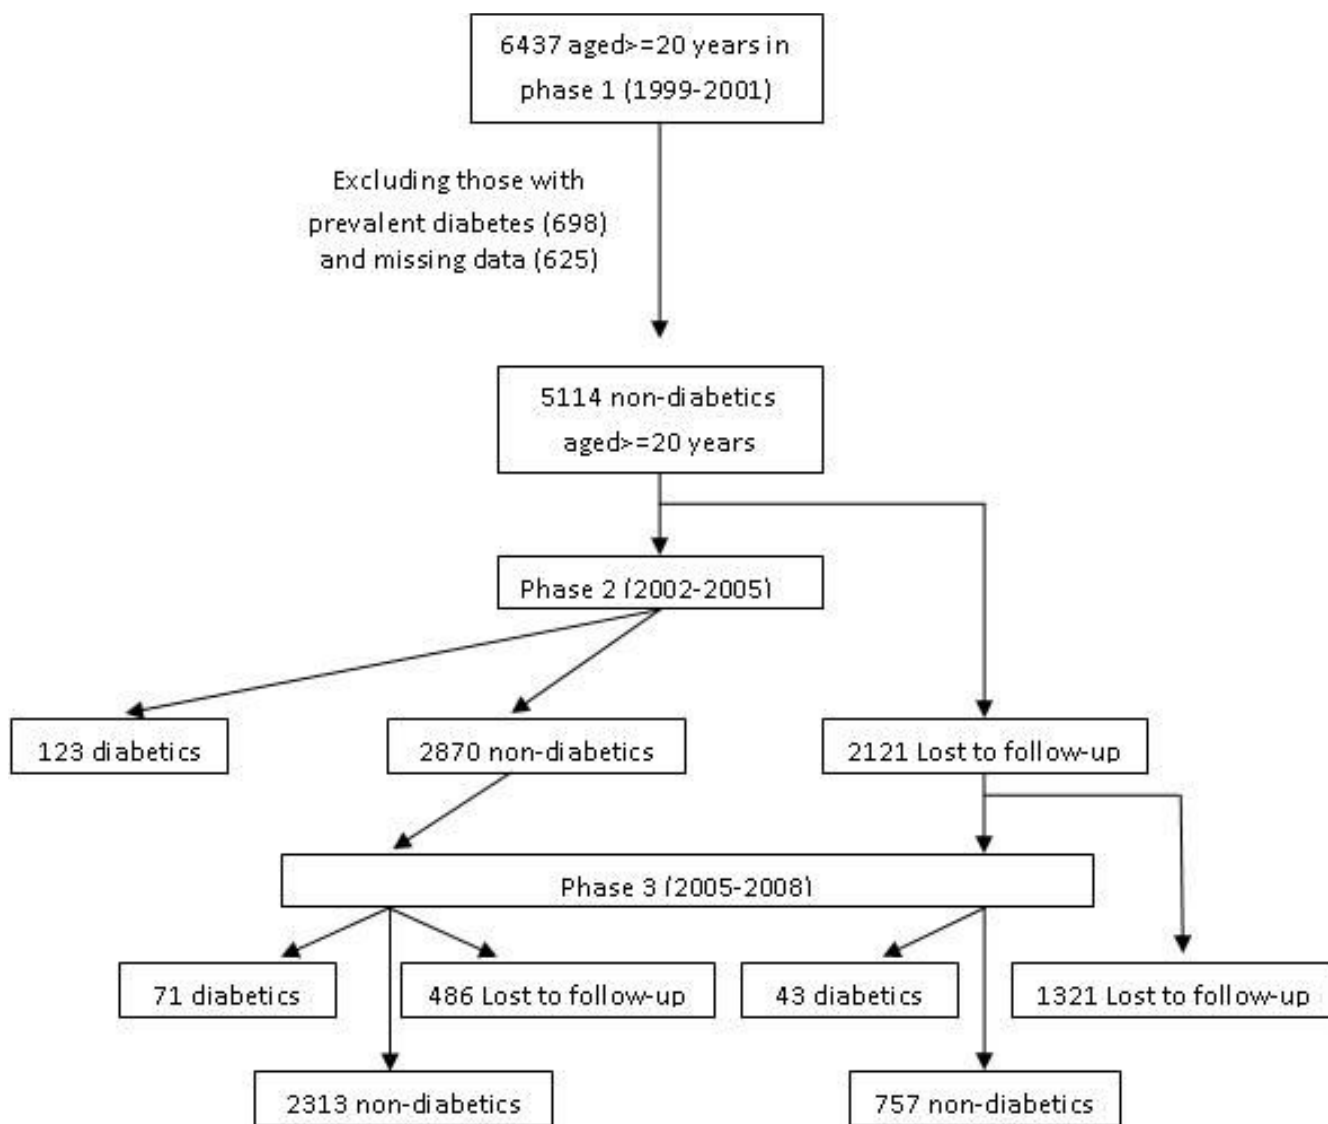 6437 aged>=20 years in
phase 1 (1999-2001)
Excluding those with
prevalent diabetes (698)
and missing data (625)
5114 non-diabetics
aged>=20 years
Phase 2 (2002-2005)
123 diabetics
2870 non-diabetics
2121 Lost to follow-up
Phase 3 (2005-2008)
71 diabetics
486 Lost to follow-up
43 diabetics
1321 Lost to follow-up
2313 non-diabetics
757 non-diabetics